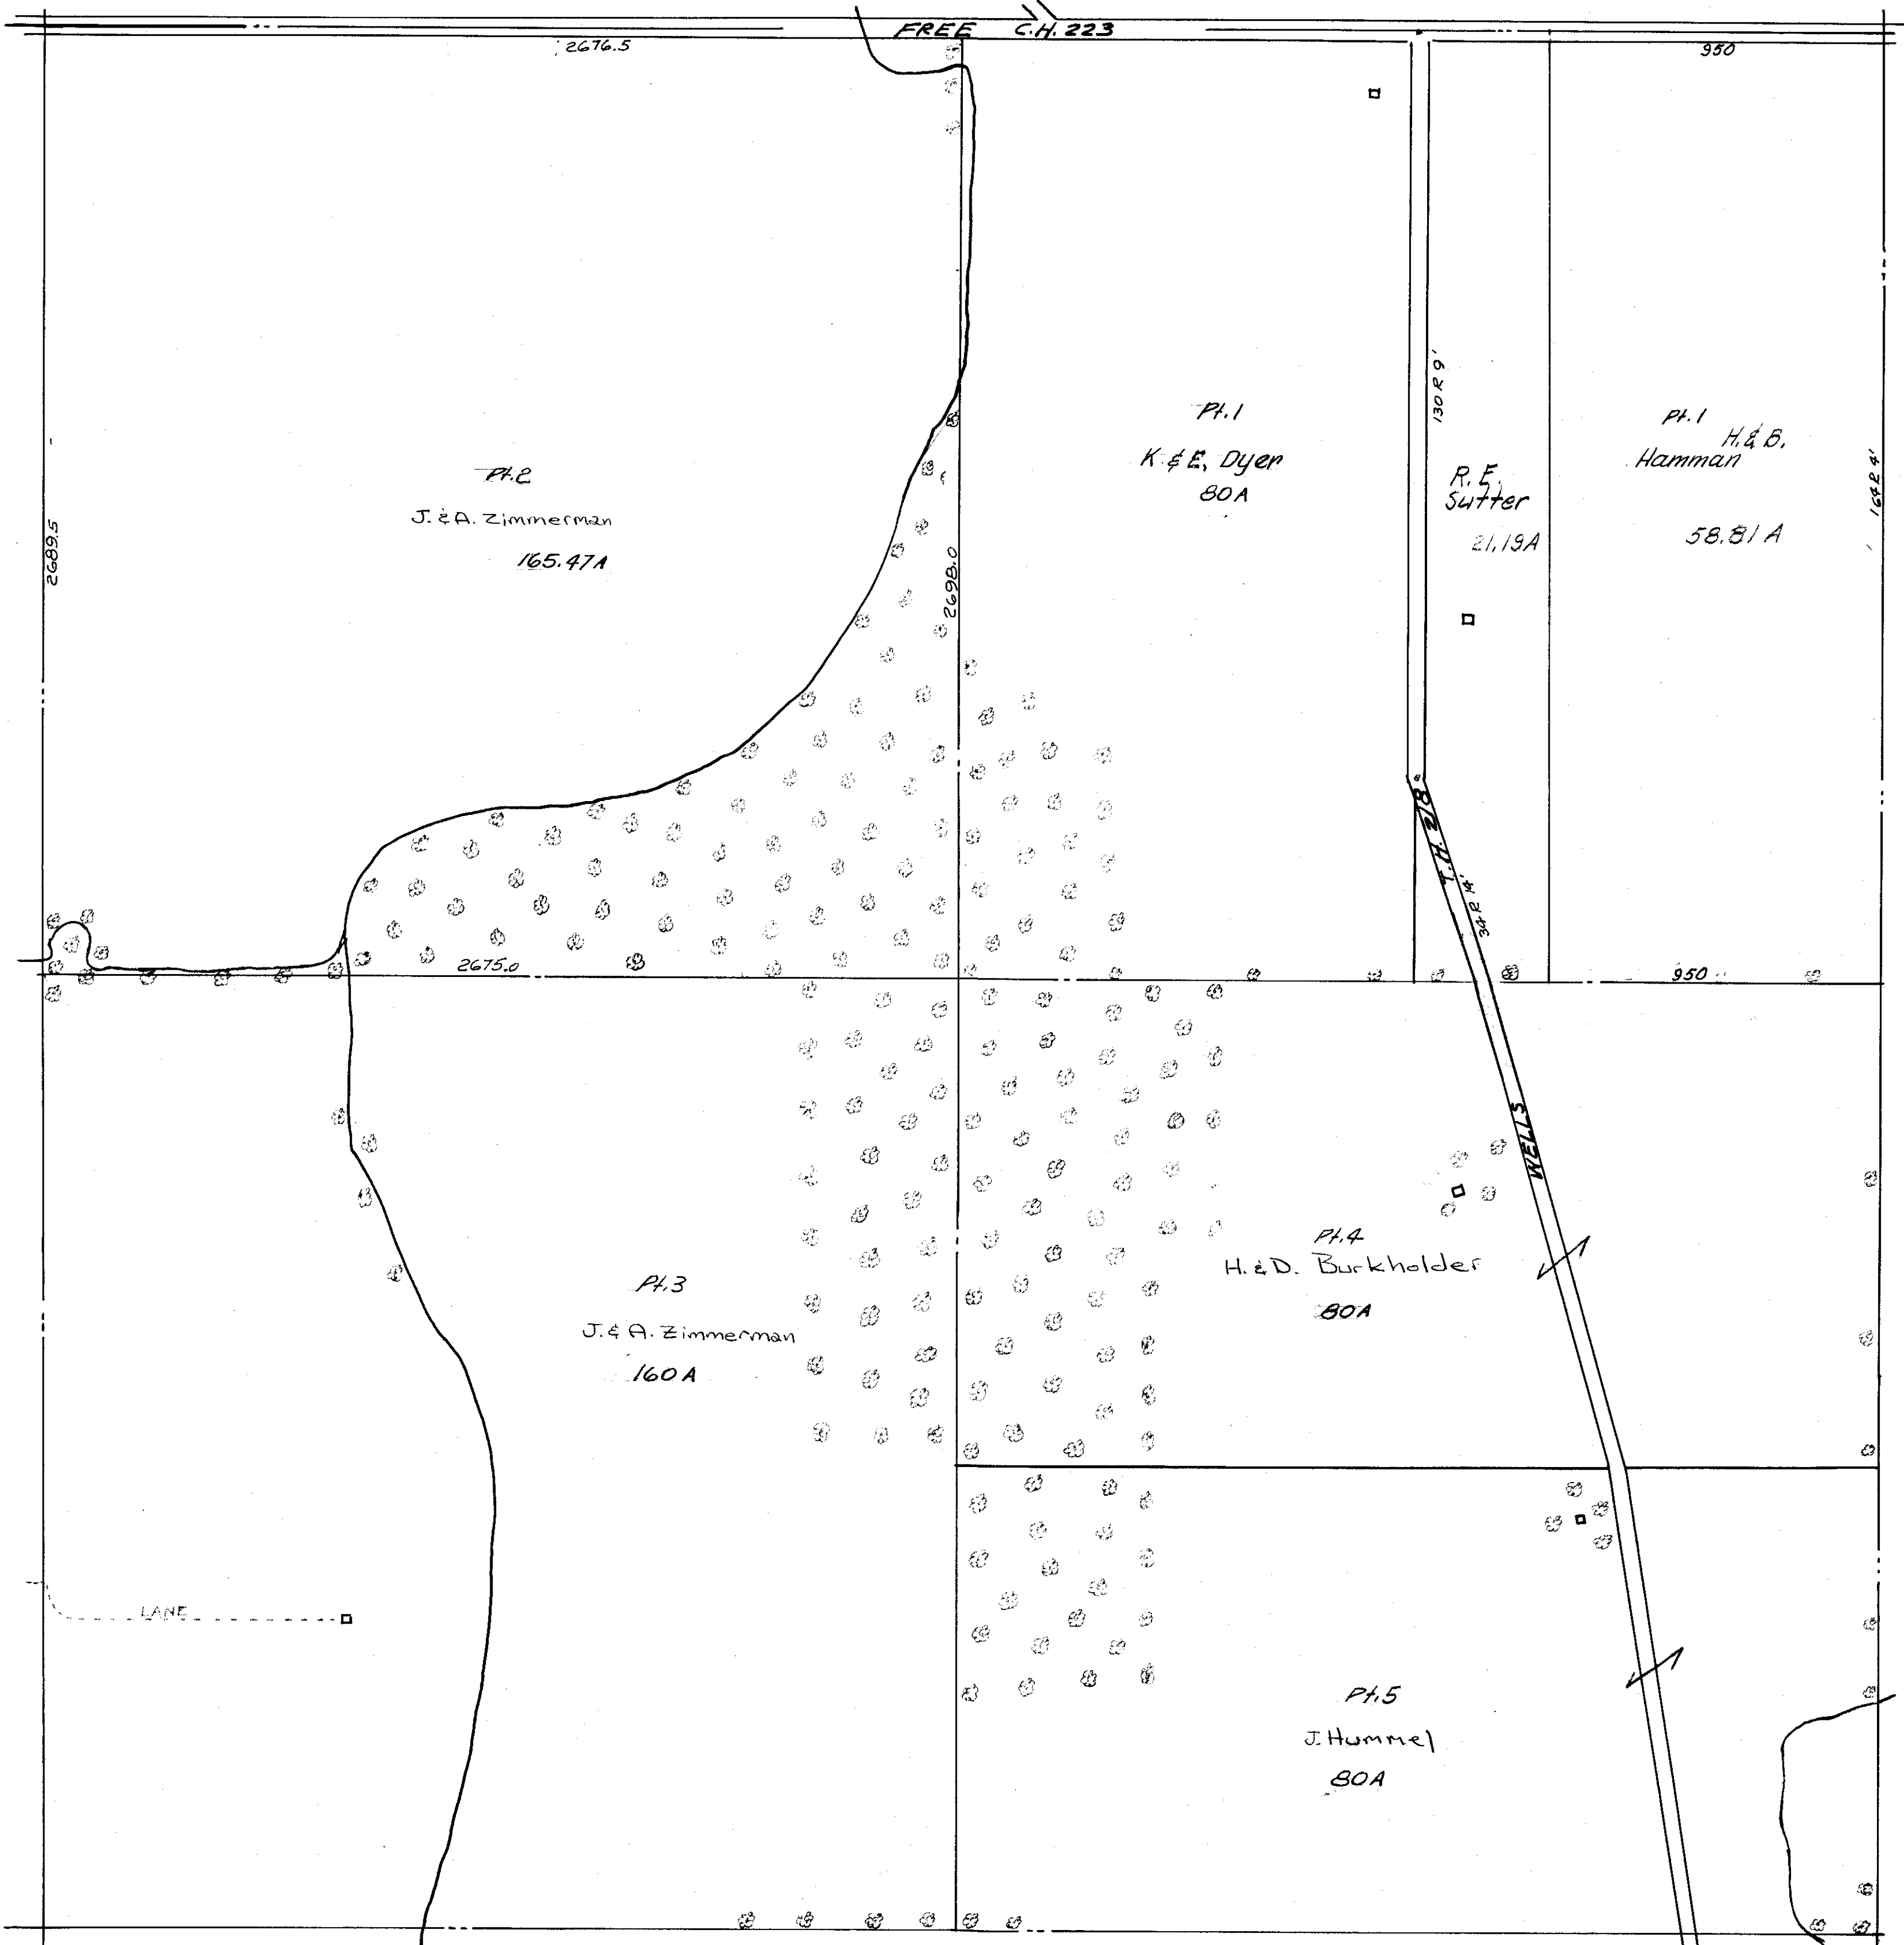 FREE C.H. 223
2676.5
950
2689.5
Pt.2
J. & A. Zimmerman
165.47A
2698.0
Pt.1
K. & E. Dyer
80A
130 R 9'
R. E. Sutter
21.19A
Pt.1
H. & B.
Hamman
58.81 A
164 R 4'
T.H. 218
34 R 14'
2675.0
950
WELLS
Pt.3
J. & A. Zimmerman
160 A
Pt.4
H. & D. Burkholder
80A
LANE
Pt.5
J. Hummel
80A